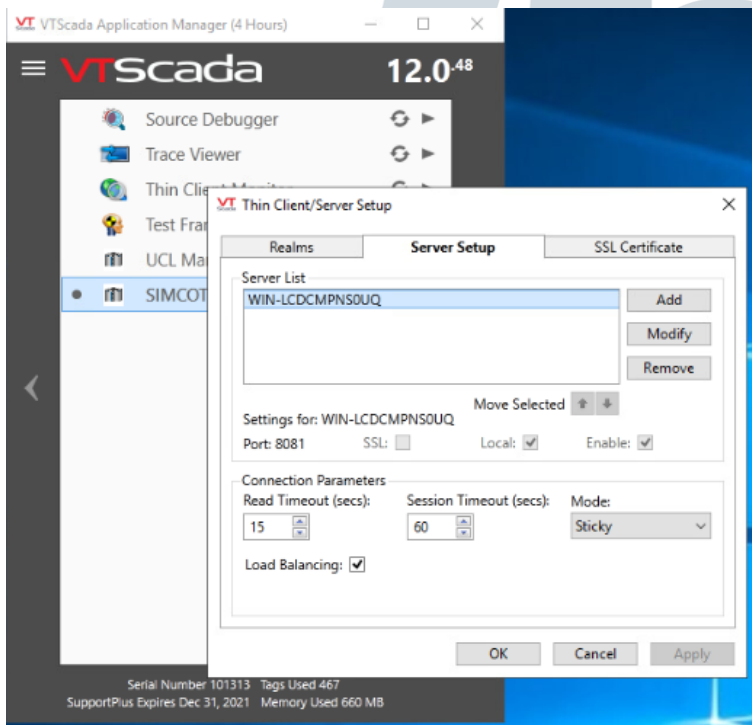 VTScada Application Manager (4 Hours)
VTScada 12.0.48
Source Debugger
Trace Viewer
Thin Client Monitor
Test Fra
UCL Ma
SIMCOT
Thin Client/Server Setup
Realms Server Setup SSL Certificate
Server List
WIN-LCDCMPNS0UQ
Add
Modify
Remove
Move Selected
Settings for: WIN-LCDCMPNS0UQ
Port: 8081 SSL: Local: Enable:
Connection Parameters
Read Timeout (secs): Session Timeout (secs): Mode:
15 60 Sticky
Load Balancing:
OK Cancel Apply
Serial Number 101313 Tags Used 467
SupportPlus Expires Dec 31, 2021 Memory Used 660 MB